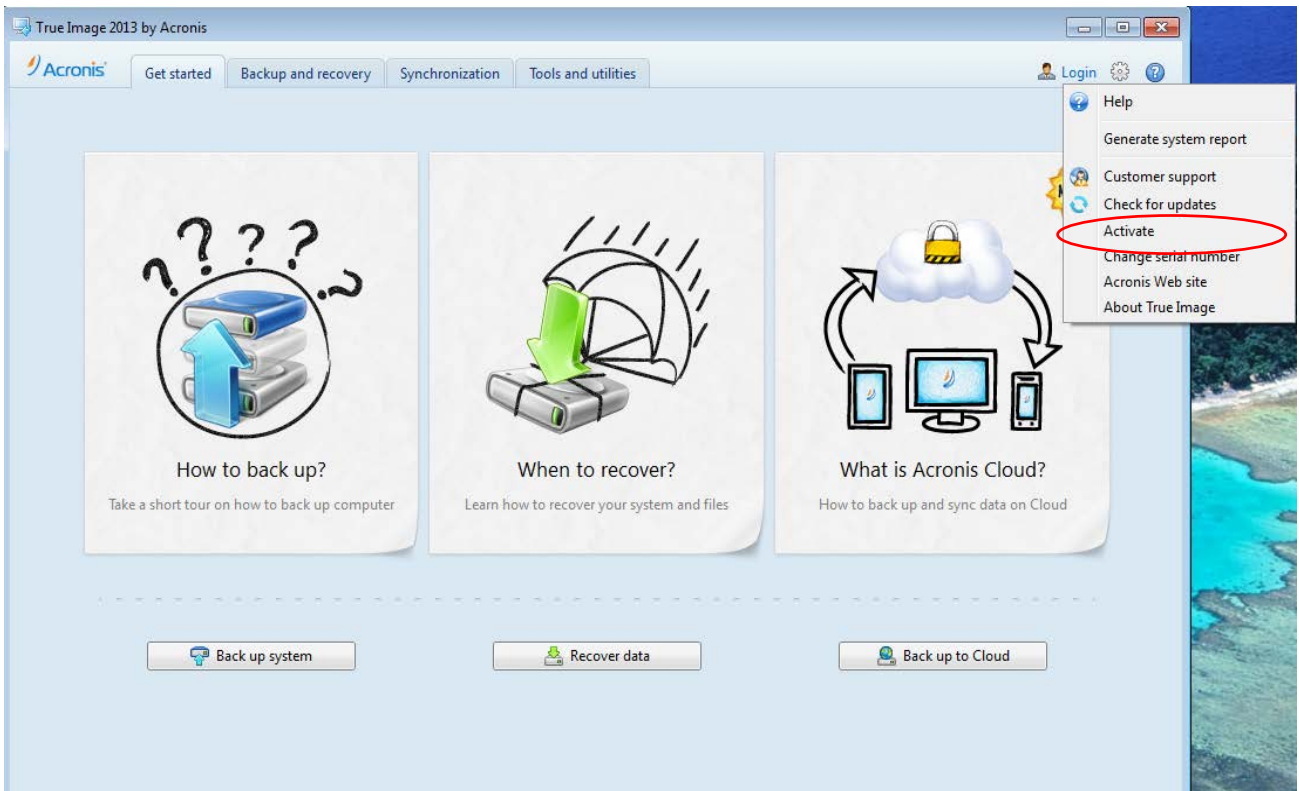 True Image 2013 by Acronis
Acronis
Get started
Backup and recovery
Synchronization
Tools and utilities
Login
Help
Generate system report
Customer support
Check for updates
Activate
Change serial number
Acronis Web site
About True Image
How to back up?
Take a short tour on how to back up computer
When to recover?
Learn how to recover your system and files
What is Acronis Cloud?
How to back up and sync data on Cloud
Back up system
Recover data
Back up to Cloud